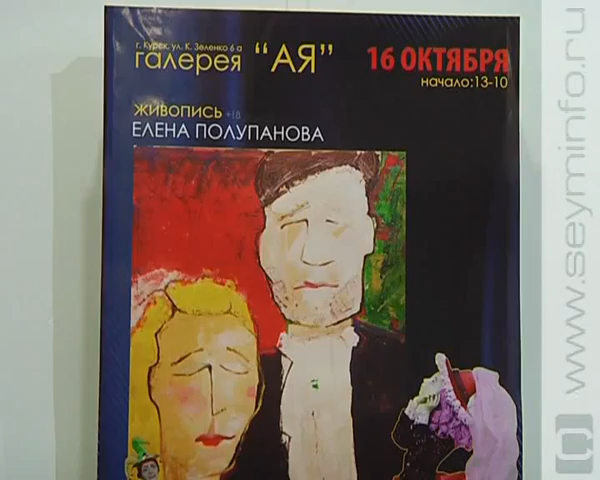 г. Курск, ул. К. Зеленко 6 а
галерея "АЯ"
16 ОКТЯБРЯ
начало:13-10
ЖИВОПИСЬ +18
ЕЛЕНА ПОЛУПАНОВА
www.seyminfo.ru